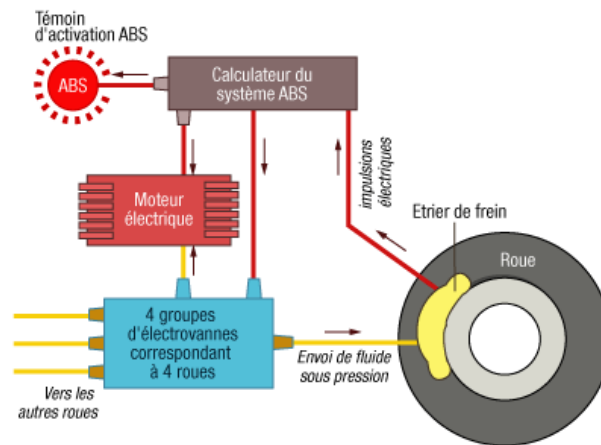 Témoin
d'activation ABS
ABS
Calculateur du
système ABS
Moteur
électrique
impulsions
électriques
Etrier de frein
Roue
4 groupes
d'électrovannes
correspondant
à 4 roues
Envoi de fluide
sous pression
Vers les
autres roues